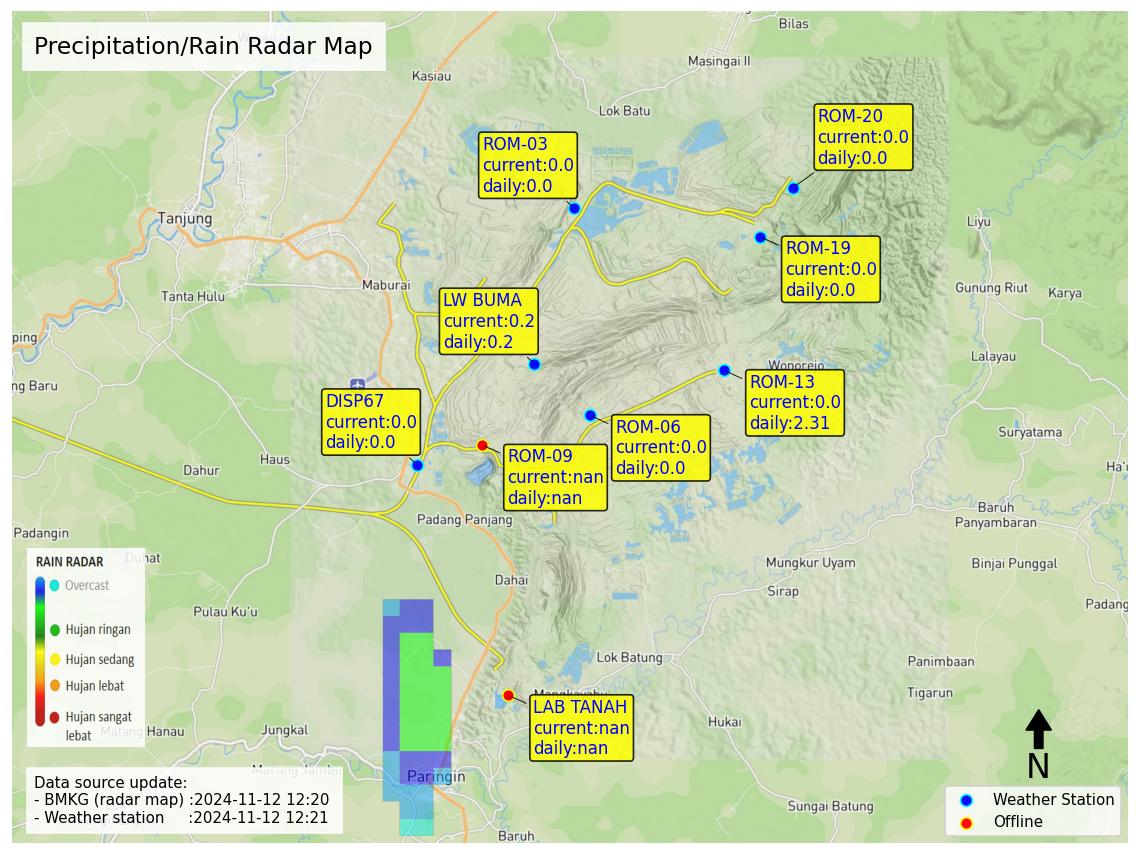 Precipitation/Rain Radar Map
Bilas
Masingai II
Kasiau
Lok Batu
ROM-20
current:0.0
daily:0.0
ROM-03
current:0.0
daily:0.0
Tanjung
Liyu
ROM-19
current:0.0
daily:0.0
Maburai
Tanta Hulu
Gunung Riut
Karya
LW BUMA
current:0.2
daily:0.2
ping
Layalau
Wonorejo
ng Baru
ROM-13
current:0.0
daily:2.31
DISP67
current:0.0
daily:0.0
ROM-06
current:0.0
daily:0.0
Suryatama
ROM-09
current:nan
daily:nan
Haus
Dahur
Ha'u
Baruh
Panyambaran
Padang Panjang
Padangin
Duhat
Mungkur Uyam
Binjai Punggal
RAIN RADAR
Overcast
Hujan ringan
Hujan sedang
Hujan lebat
Hujan sangat
lebat
Dahai
Sirap
Padang
Pulau Ku'u
Lok Batung
Panimbaan
Tigarun
Mangkayahu
LAB TANAH
current:nan
daily:nan
Matang Hanau
Jungkal
Hukai
Murung Jambu
Paringin
N
Data source update:
- BMKG (radar map) :2024-11-12 12:20
- Weather station :2024-11-12 12:21
Sungai Batung
Baruh
Weather Station
Offline